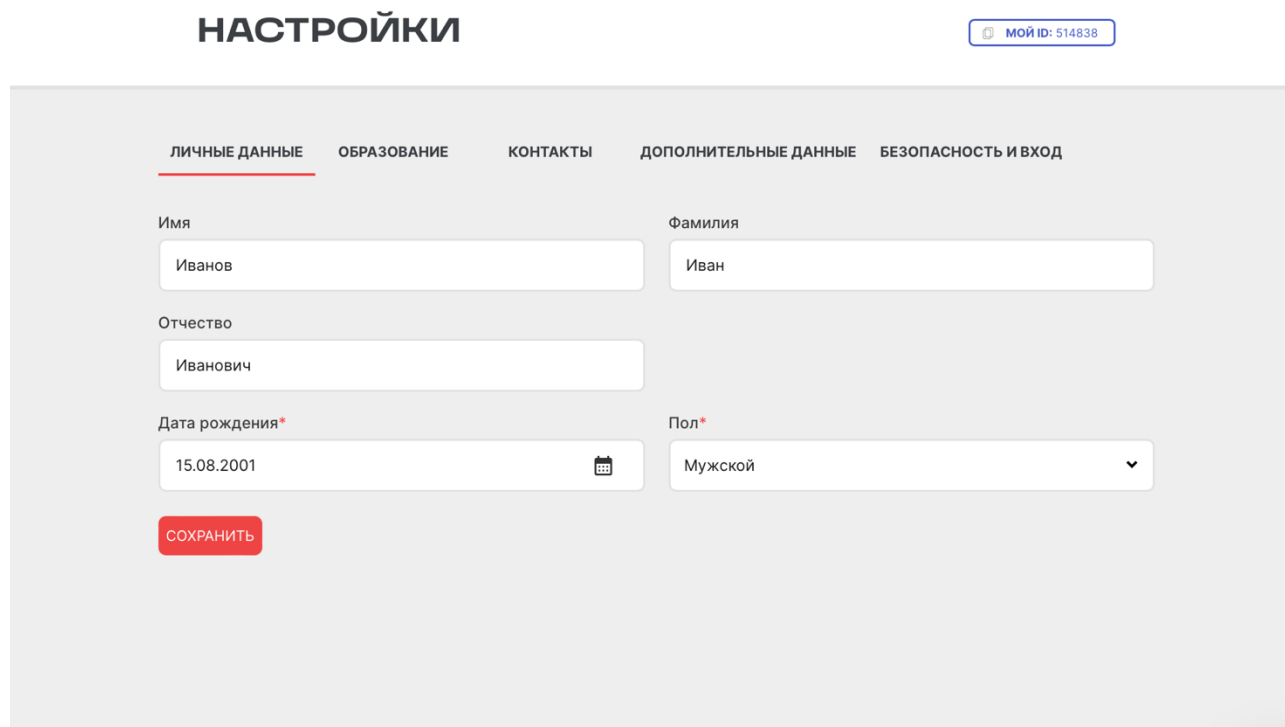 НАСТРОЙКИ
МОЙ ID: 514838
ЛИЧНЫЕ ДАННЫЕ ОБРАЗОВАНИЕ КОНТАКТЫ ДОПОЛНИТЕЛЬНЫЕ ДАННЫЕ БЕЗОПАСНОСТЬ И ВХОД
Имя Фамилия
Иванов Иван
Отчество
Иванович
Дата рождения* Пол*
15.08.2001 Мужской
СОХРАНИТЬ